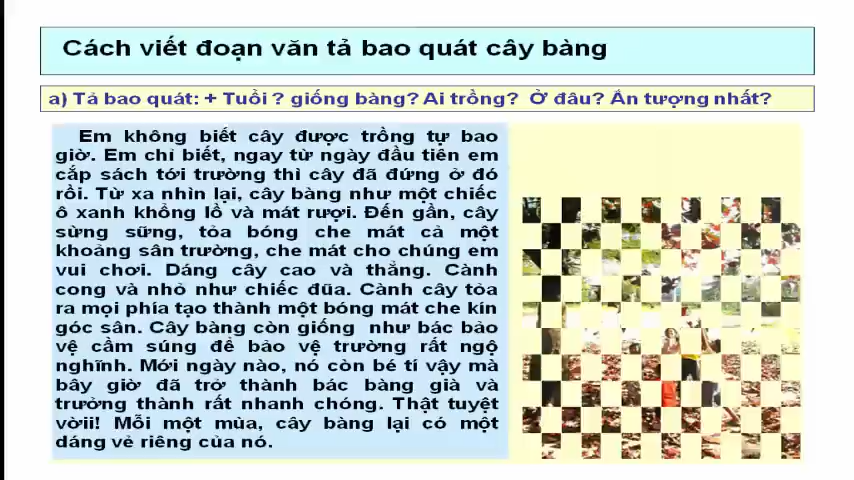 Cách viết đoạn văn tả bao quát cây bàng
a) Tả bao quát: + Tuổi ? giống bàng? Ai trồng? Ở đâu? Ấn tượng nhất?
Em không biết cây được trồng tự bao
giờ. Em chỉ biết, ngay từ ngày đầu tiên em
cắp sách tới trường thì cây đã đứng ở đó
rồi. Từ xa nhìn lại, cây bàng như một chiếc
ô xanh khổng lồ và mát rượi. Đến gần, cây
sừng sững, tỏa bóng che mát cả một
khoảng sân trường, che mát cho chúng em
vui chơi. Dáng cây cao và thẳng. Cành
cong và nhỏ như chiếc đũa. Cành cây tỏa
ra mọi phía tạo thành một bóng mát che kín
góc sân. Cây bàng còn giống như bác bảo
vệ cầm súng để bảo vệ trường rất ngộ
nghĩnh. Mới ngày nào, nó còn bé tí vậy mà
bây giờ đã trở thành bác bàng già và
trưởng thành rất nhanh chóng. Thật tuyệt
vờii! Mỗi một mùa, cây bàng lại có một
dáng vẻ riêng của nó.